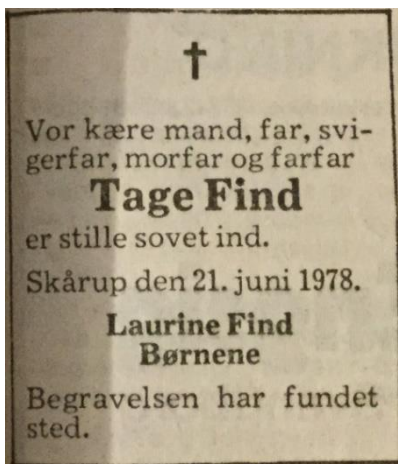 Vor kære mand, far, svi-
gerfar, morfar og farfar
Tage Find
er stille sovet ind.
Skårup den 21. juni 1978.
Laurine Find
Børnene
Begravelsen har fundet
sted.